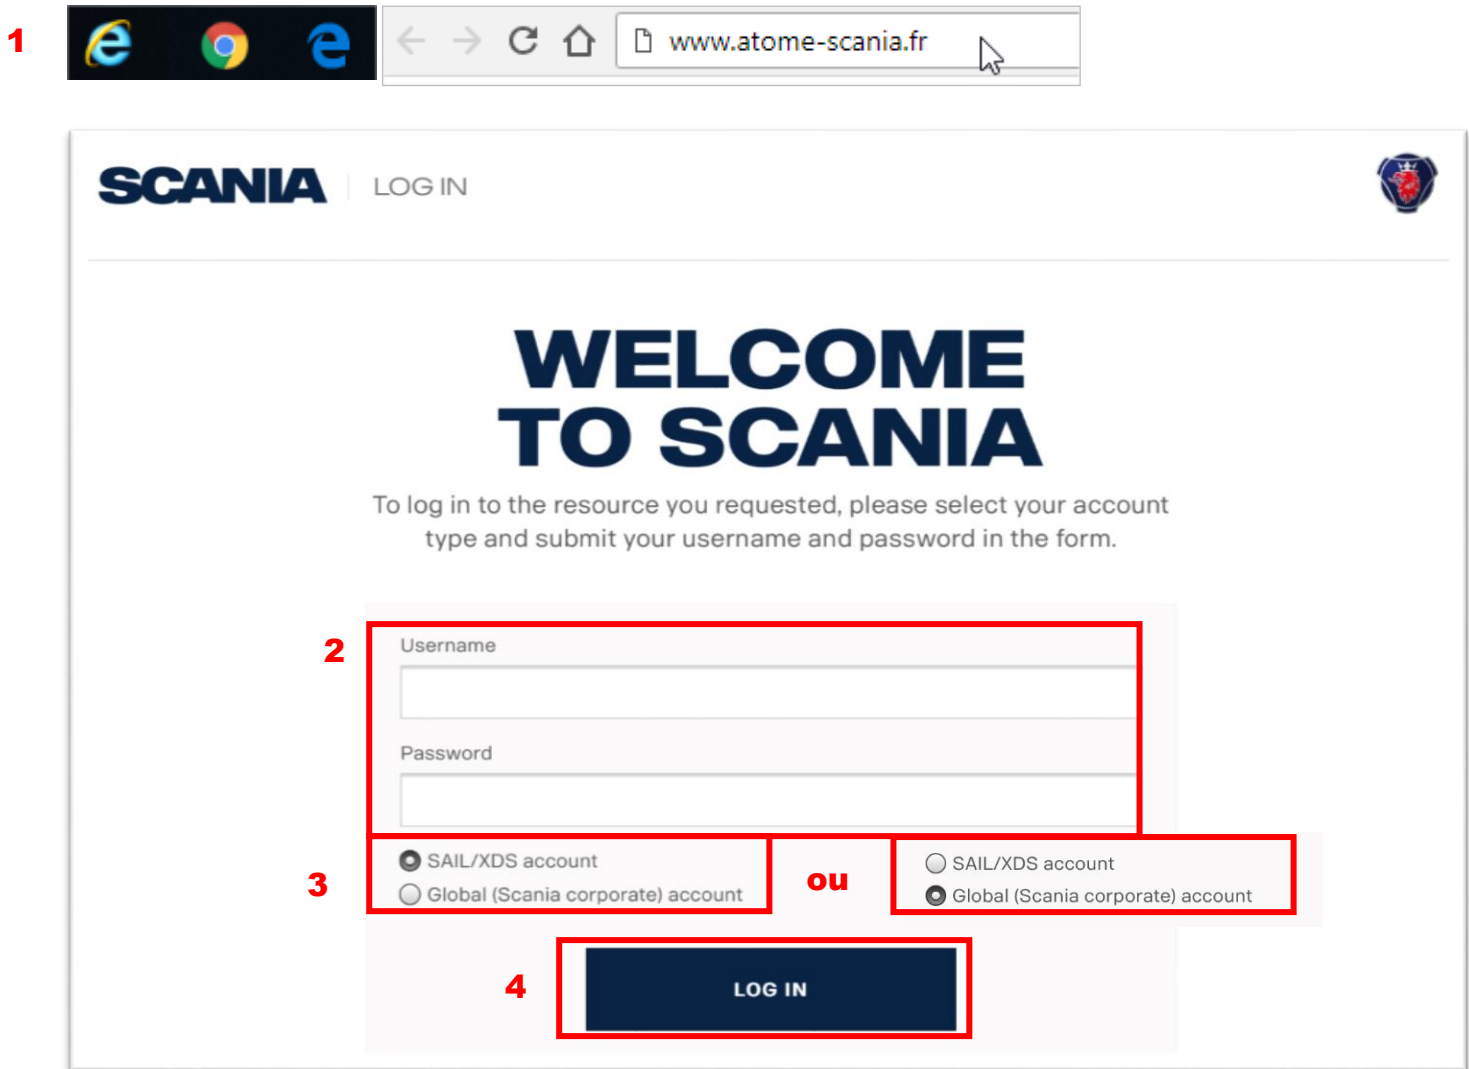 1
www.atome-scania.fr
SCANIA LOG IN
WELCOME
TO SCANIA
To log in to the resource you requested, please select your account
type and submit your username and password in the form.
2
Username
Password
3
SAIL/XDS account
Global (Scania corporate) account
ou
SAIL/XDS account
Global (Scania corporate) account
4
LOG IN